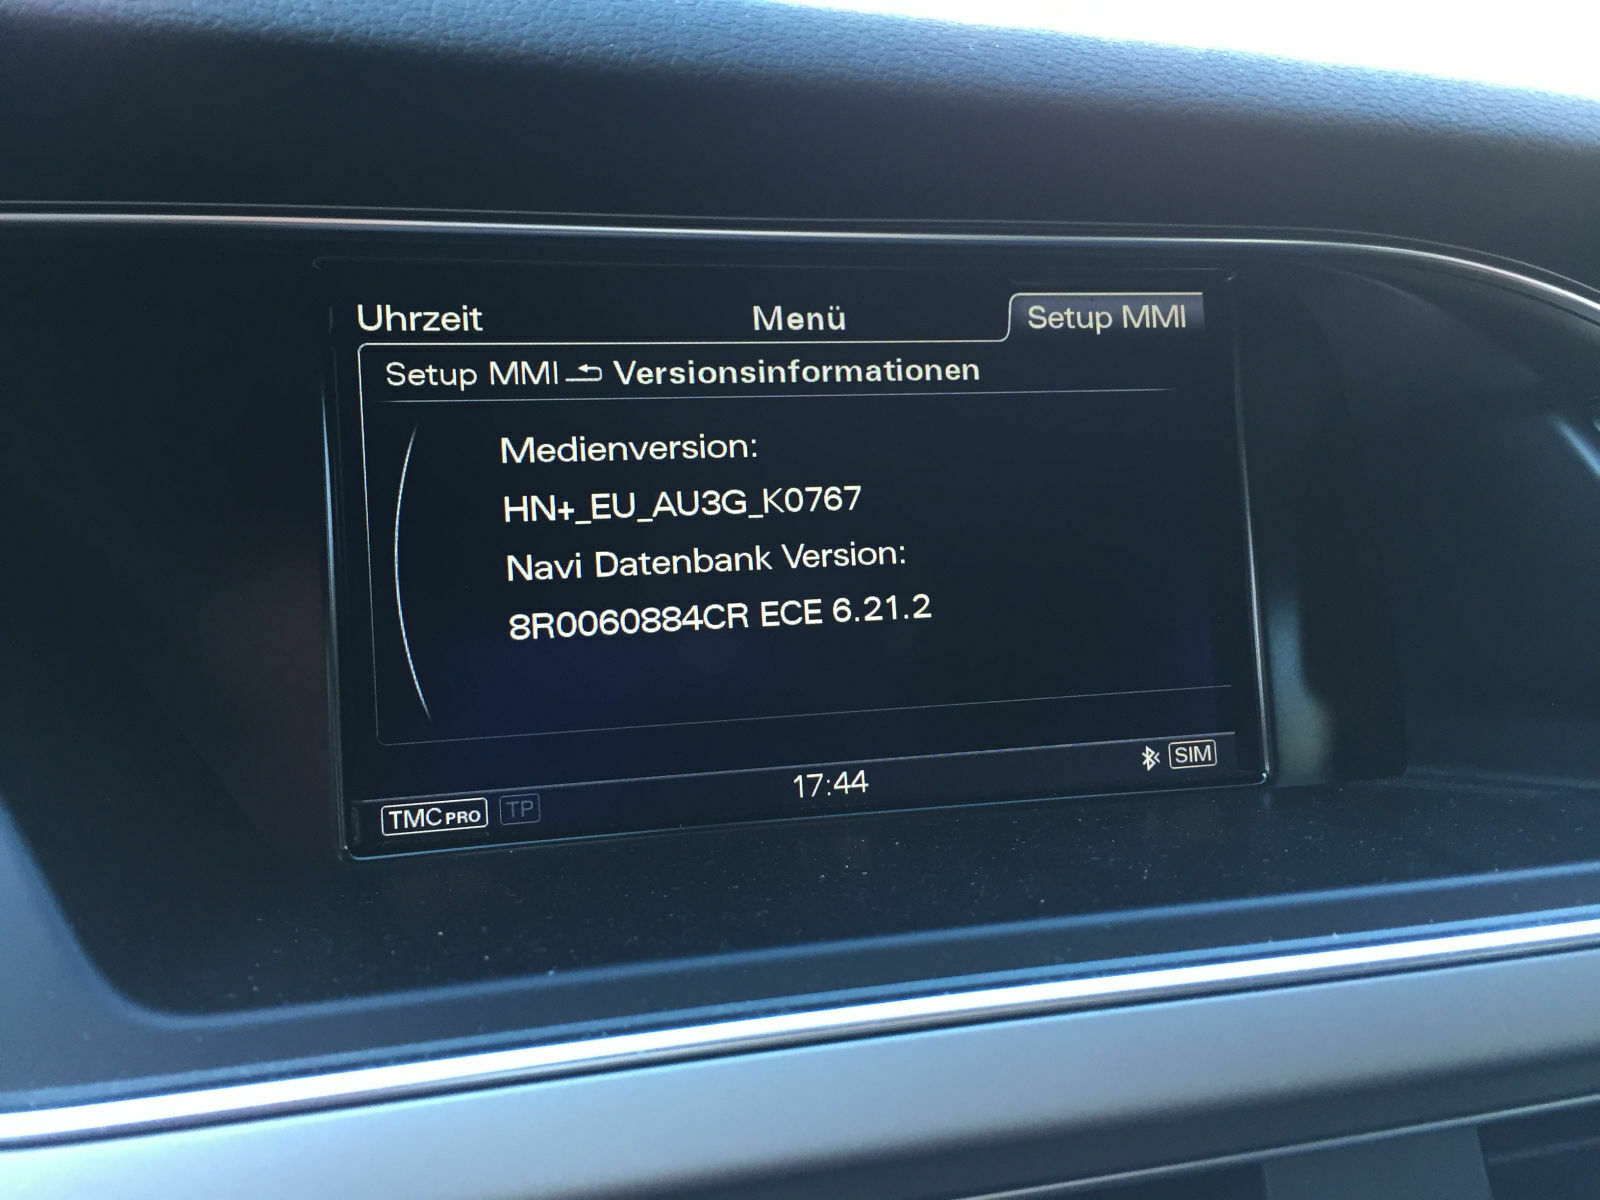 Uhrzeit Menü Setup MMI
Setup MMI Versionsinformationen
Medienversion:
HN+_EU_AU3G_K0767
Navi Datenbank Version:
8R0060884CR ECE 6.21.2
TMC PRO TP 17:44 SIM